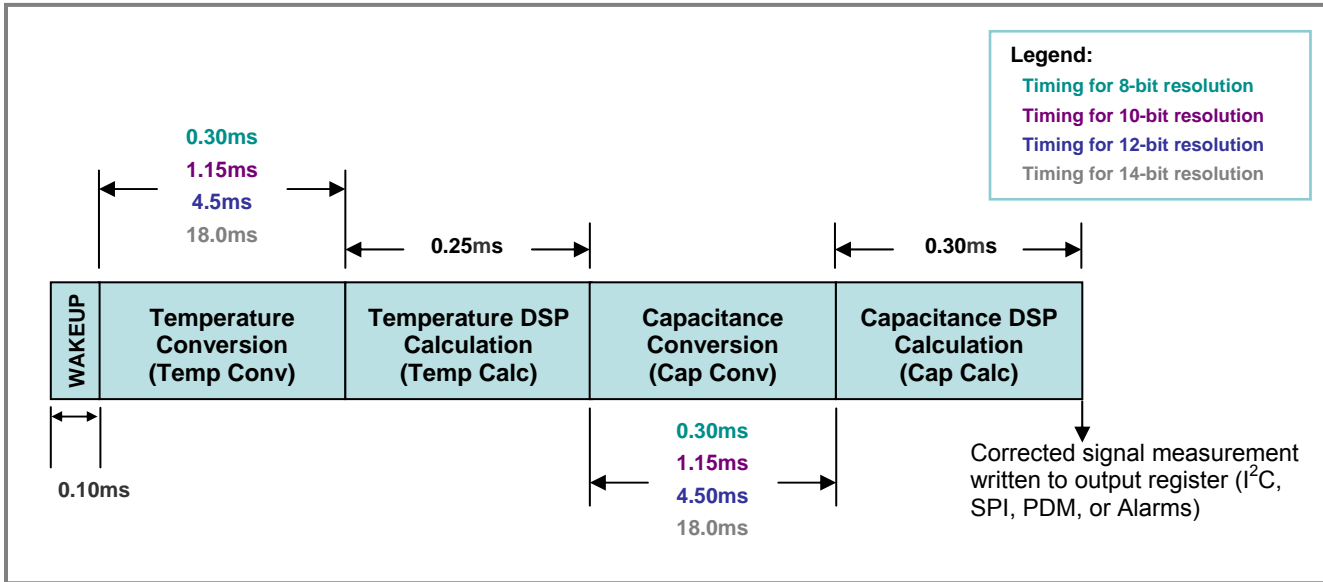 Legend:
Timing for 8-bit resolution
Timing for 10-bit resolution
Timing for 12-bit resolution
Timing for 14-bit resolution
0.30ms
1.15ms
4.5ms
18.0ms
0.25ms
0.30ms
WAKEUP
Temperature
Conversion
(Temp Conv)
Temperature DSP
Calculation
(Temp Calc)
Capacitance
Conversion
(Cap Conv)
Capacitance DSP
Calculation
(Cap Calc)
0.10ms
0.30ms
1.15ms
4.50ms
18.0ms
Corrected signal measurement
written to output register (I²C,
SPI, PDM, or Alarms)